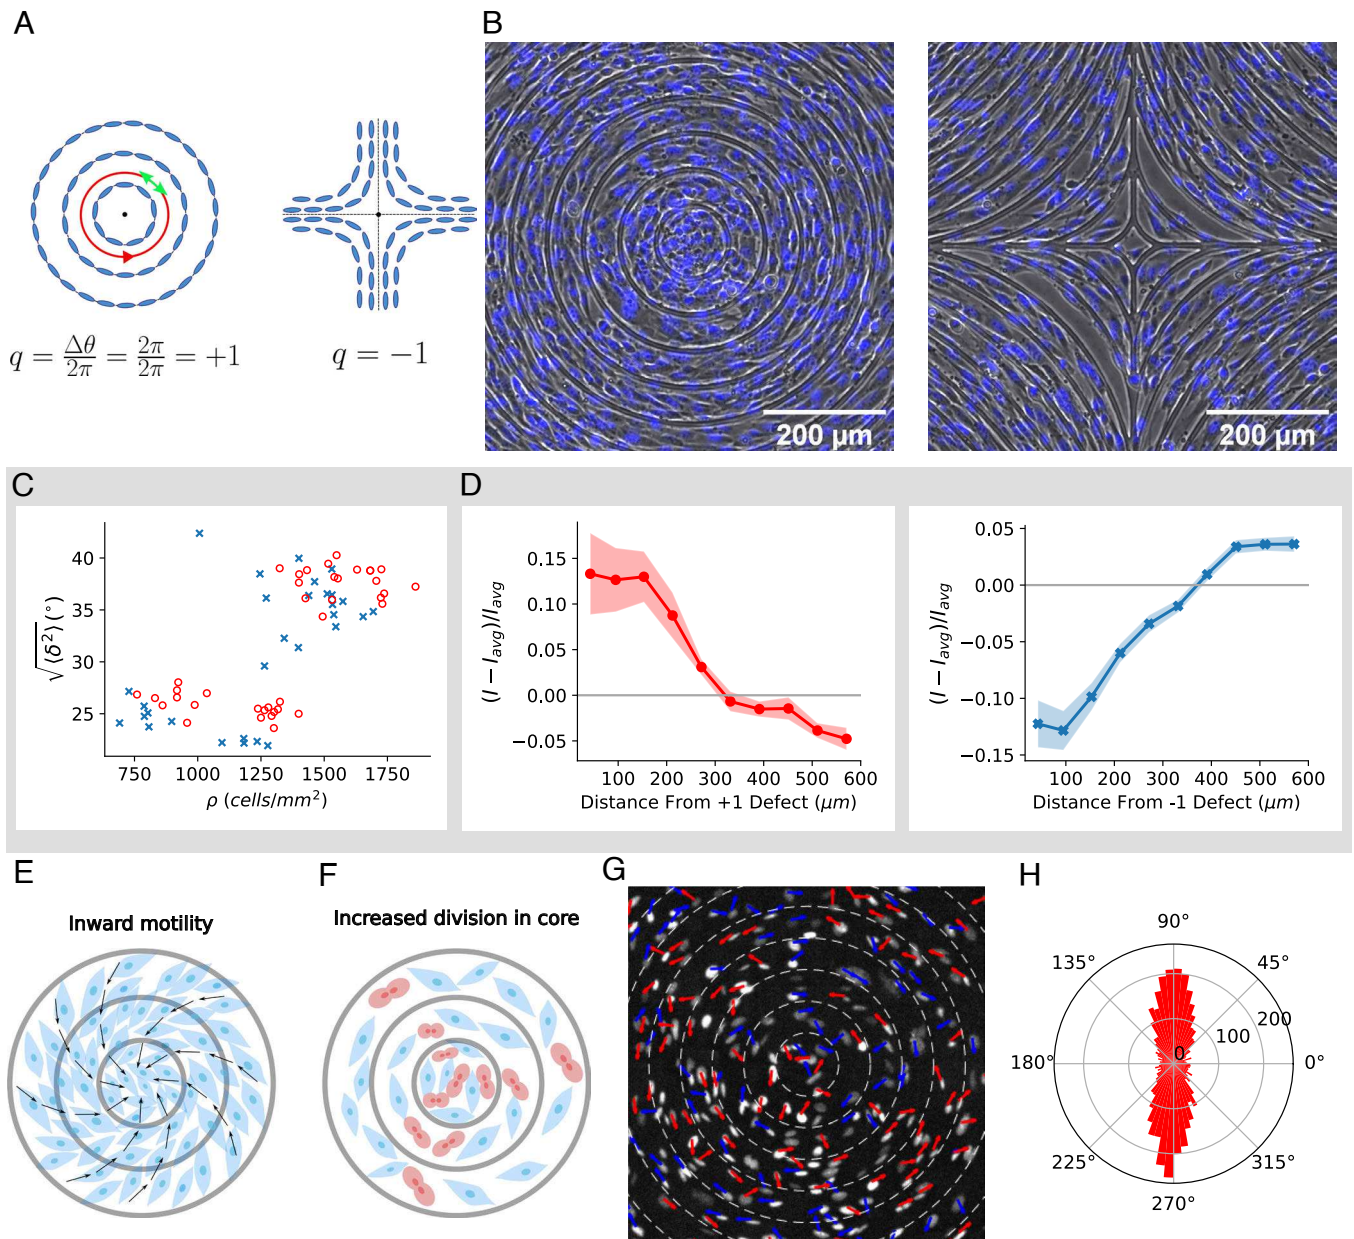 A
B
q = Δθ/2π = 2π/2π = +1
q = −1
200 µm
200 µm
C
D
√⟨δ²⟩ (°)
40
35
30
25
750
1000
1250
1500
1750
ρ (cells/mm²)
(I − I_avg)/I_avg
0.15
0.10
0.05
0.00
−0.05
100
200
300
400
500
600
Distance From +1 Defect (µm)
(I − I_avg)/I_avg
0.05
0.00
−0.05
−0.10
−0.15
100
200
300
400
500
600
Distance From -1 Defect (µm)
E
F
G
H
Inward motility
Increased division in core
90°
135°
45°
200
100
0
180°
0°
225°
315°
270°